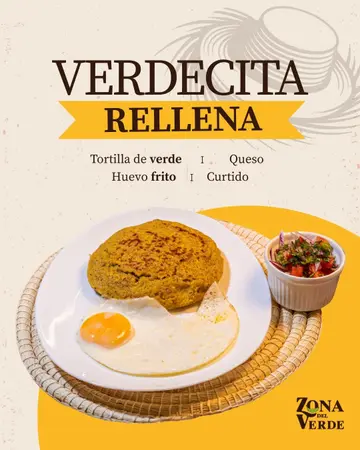 VERDECITA
RELLENA
Tortilla de verde | Queso
Huevo frito | Curtido
ZONA
DEL
VERDE